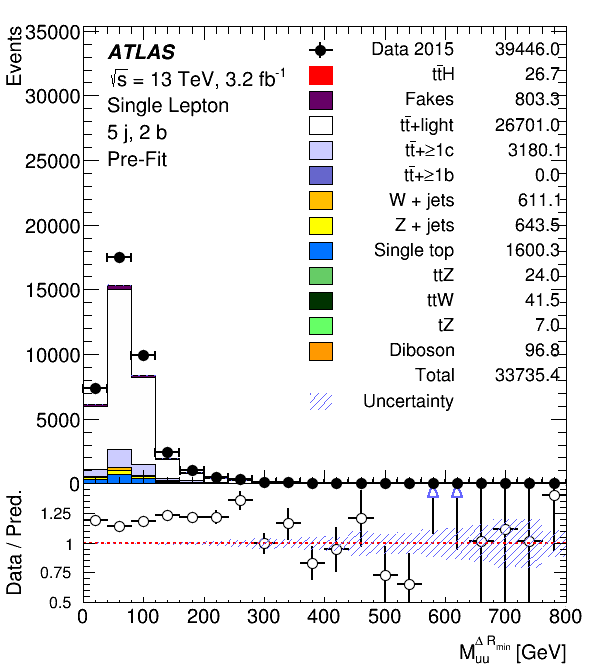 Events
35000
30000
25000
20000
15000
10000
5000
0
ATLAS
√s = 13 TeV, 3.2 fb⁻¹
Single Lepton
5 j, 2 b
Pre-Fit
Data 2015 39446.0
tt̄H 26.7
Fakes 803.3
tt̄+light 26701.0
tt̄+≥1c 3180.1
tt̄+≥1b 0.0
W + jets 611.1
Z + jets 643.5
Single top 1600.3
ttZ 24.0
ttW 41.5
tZ 7.0
Diboson 96.8
Total 33735.4
Uncertainty
Data / Pred.
1.25
1
0.75
0.5
0 100 200 300 400 500 600 700 800
M_uu^{Δ R_min} [GeV]